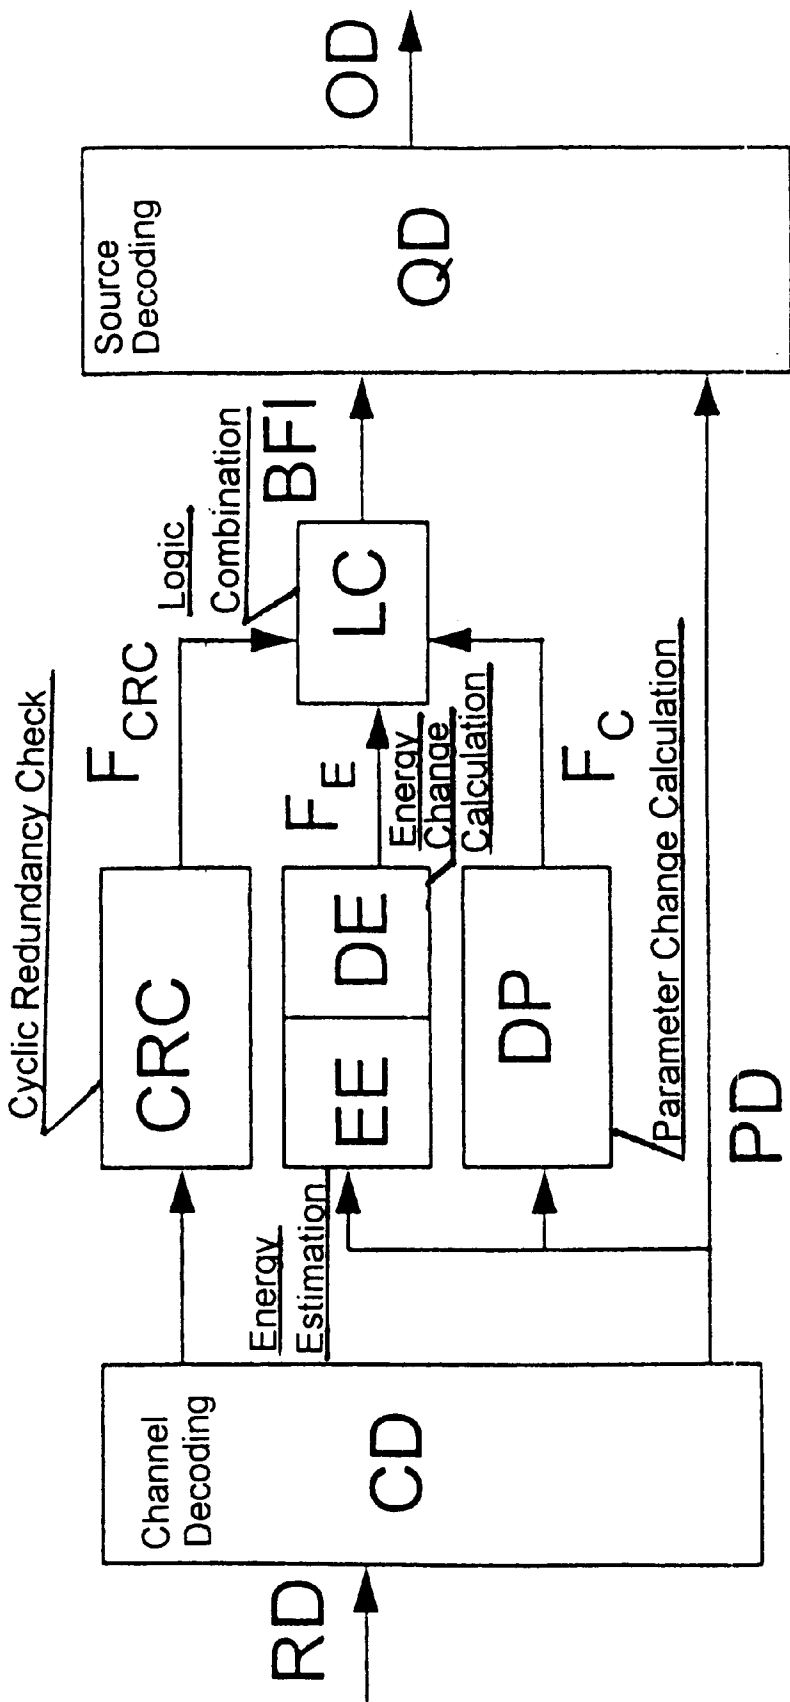 RD
Channel
Decoding
CD
Energy
Estimation
Cyclic Redundancy Check
CRC
EE
DE
DP
PD
F CRC
F E
F C
Energy
Change
Calculation
Parameter Change Calculation
Logic
Combination
LC
BFI
Source
Decoding
QD
OD